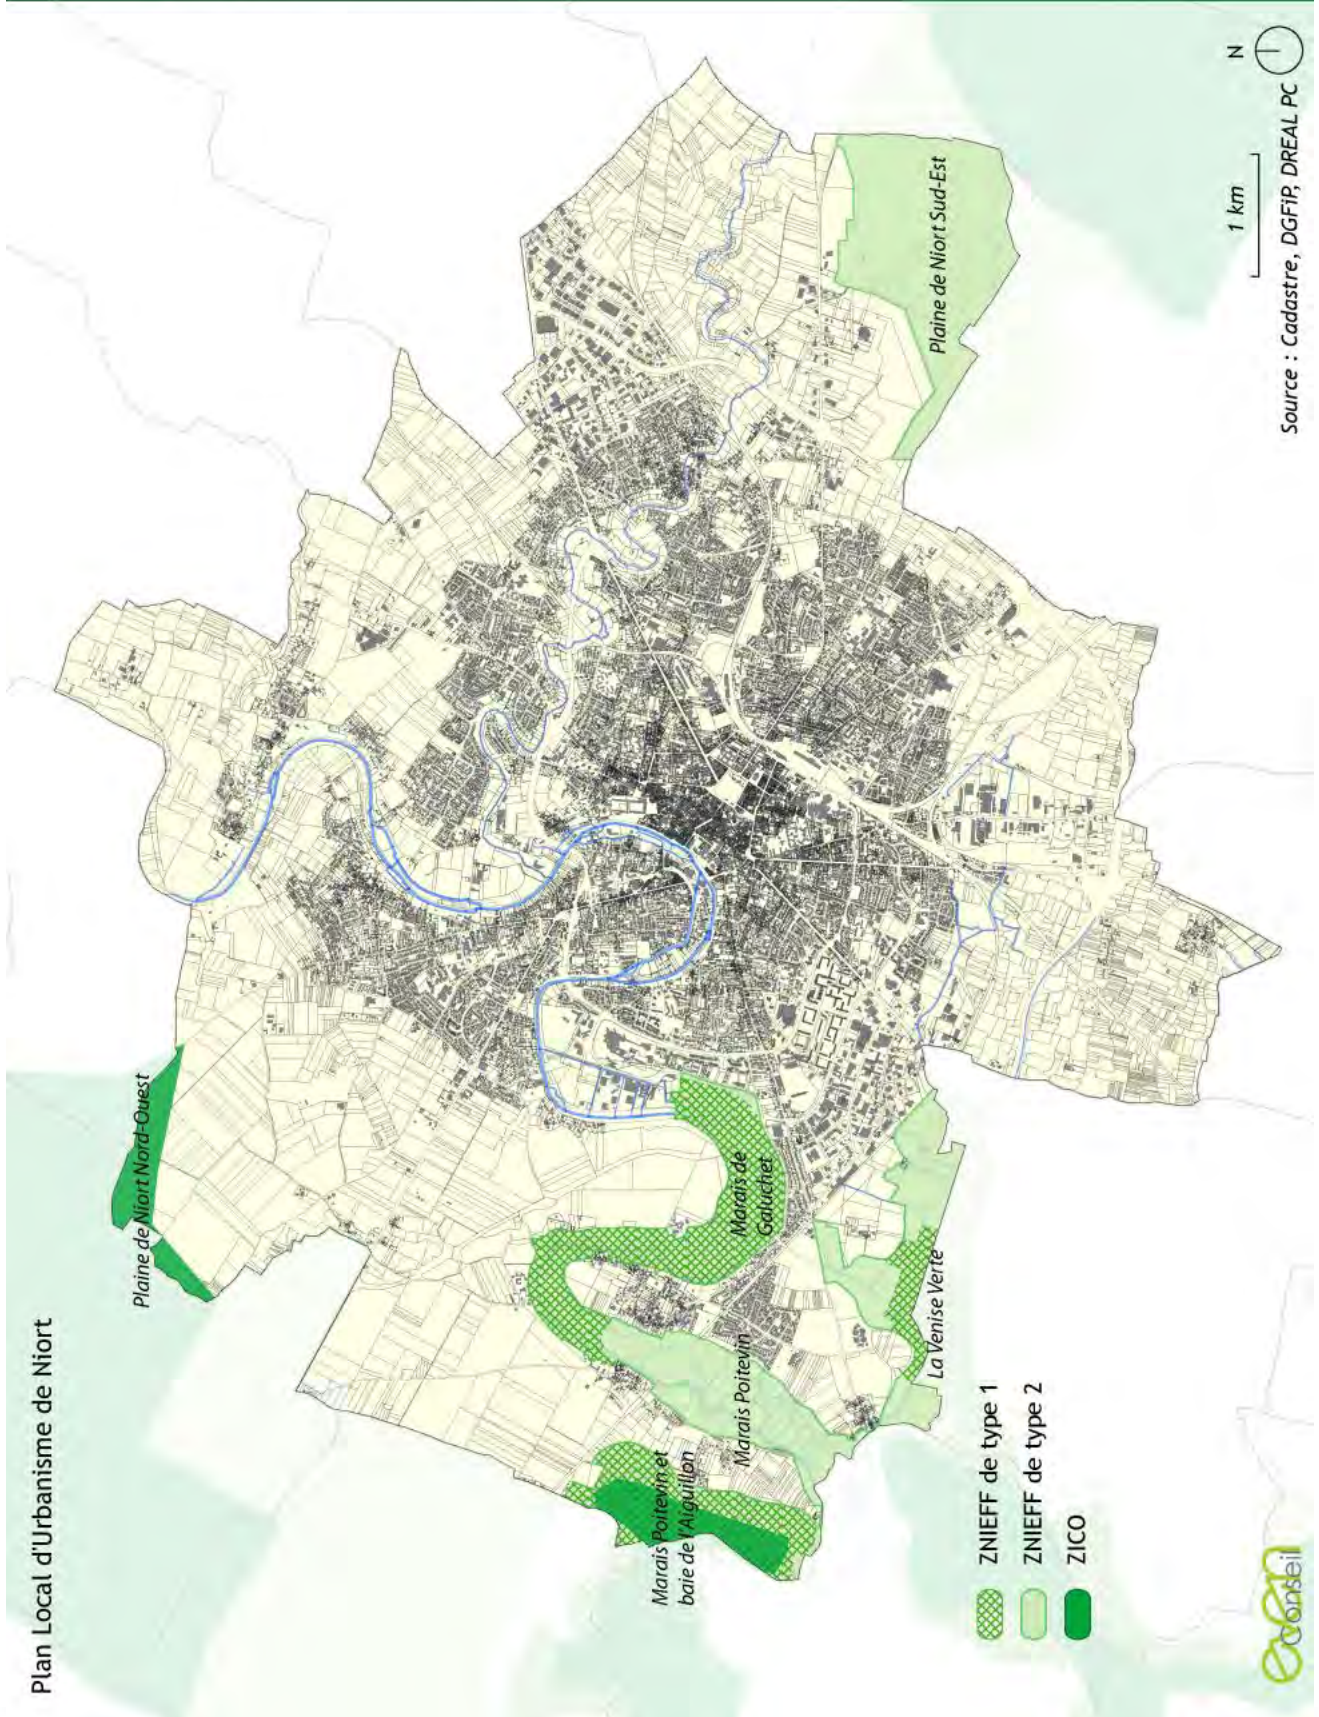 Plan Local d'Urbanisme de Niort
Plaine de Niort Nord-Ouest
Marais Poitevin et
baie de l'Aiguillon
Marais Poitevin
Marais de
Galuchet
La Venise Verte
Plaine de Niort Sud-Est
ZNIEFF de type 1
ZNIEFF de type 2
ZICO
N
1 km
Source : Cadastre, DGFiP, DREAL PC
even
Conseil